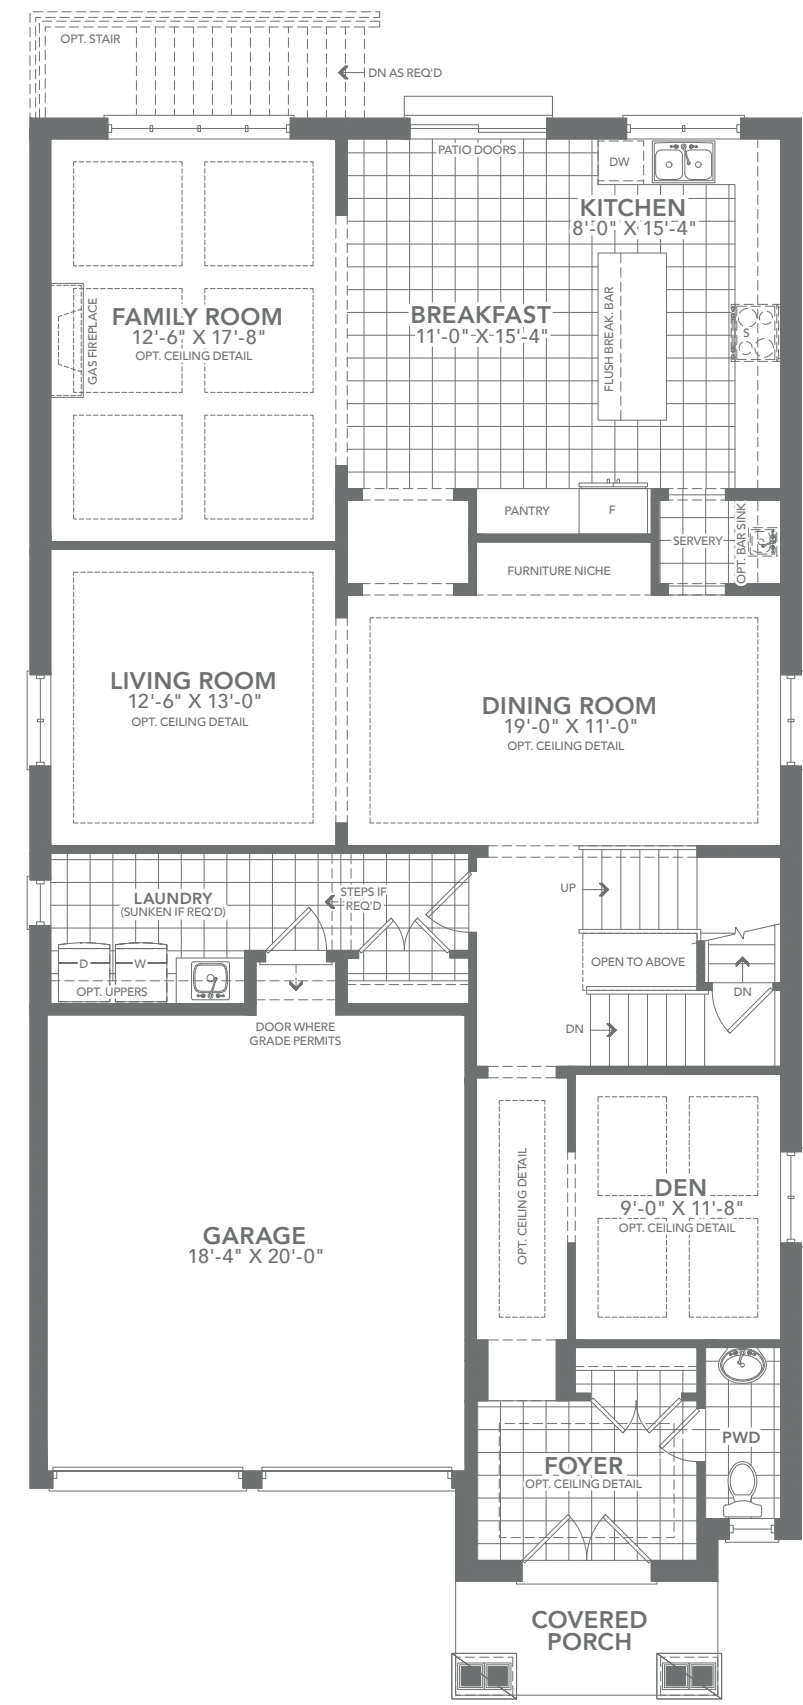 OPT. STAIR
DN AS REQ'D
PATIO DOORS
DW
KITCHEN
8'-0" X 15'-4"
GAS FIREPLACE
FAMILY ROOM
12'-6" X 17'-8"
OPT. CEILING DETAIL
BREAKFAST
11'-0" X 15'-4"
FLUSH BREAK. BAR
S
PANTRY
F
SERVERY
OPT. BAR SINK
FURNITURE NICHE
LIVING ROOM
12'-6" X 13'-0"
OPT. CEILING DETAIL
DINING ROOM
19'-0" X 11'-0"
OPT. CEILING DETAIL
LAUNDRY
(SUNKEN IF REQ'D)
STEPS IF
REQ'D
UP
D
W
OPT. UPPERS
OPEN TO ABOVE
DN
DN
DOOR WHERE
GRADE PERMITS
OPT. CEILING DETAIL
DEN
9'-0" X 11'-8"
OPT. CEILING DETAIL
GARAGE
18'-4" X 20'-0"
PWD
FOYER
OPT. CEILING DETAIL
COVERED
PORCH